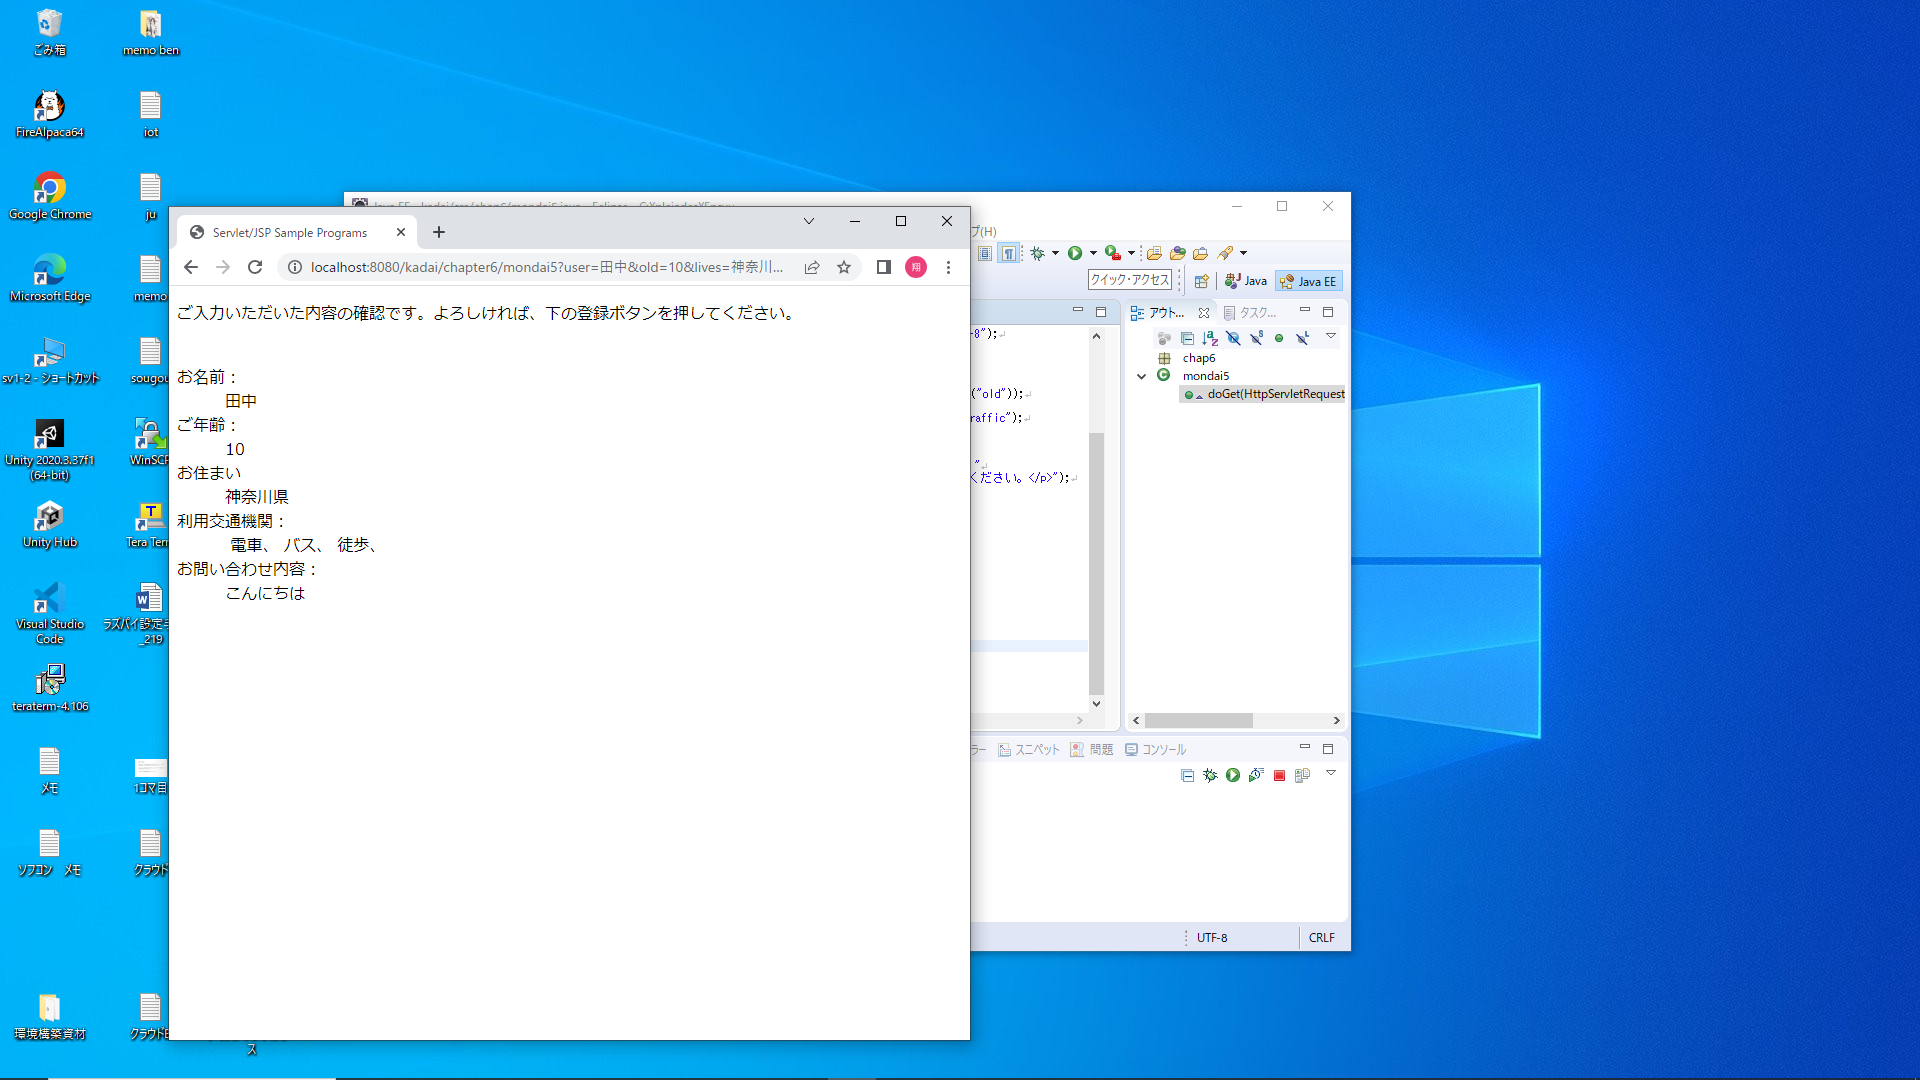 ごみ箱
memo ben
FireAlpaca64
iot
Google Chrome
ju
Microsoft Edge
memo
sv1-2 - ショートカット
sougou
Unity 2020.3.37f1
(64-bit)
WinSCP
Unity Hub
Tera Ter
Visual Studio
Code
ラズパイ設定
_219
teraterm-4.106
メモ
1コマ目
ソフコン　メモ
クラウド
環境構築資材
クラウド
ス
Servlet/JSP Sample Programs
localhost:8080/kadai/chapter6/mondai5?user=田中&old=10&lives=神奈川...
翔
ご入力いただいた内容の確認です。よろしければ、下の登録ボタンを押してください。
お名前：
田中
ご年齢：
10
お住まい
神奈川県
利用交通機関：
電車、 バス、 徒歩、
お問い合わせ内容：
こんにちは
プ(H)
クイック・アクセス
Java
Java EE
アウト...
タスク...
-8");
("old"));
raffic");
"
ください。</p>");
chap6
mondai5
doGet(HttpServletRequest
ラー
スニペット
問題
コンソール
UTF-8
CRLF